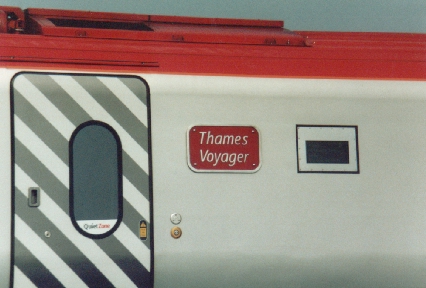 Thames
Voyager
Quiet Zone